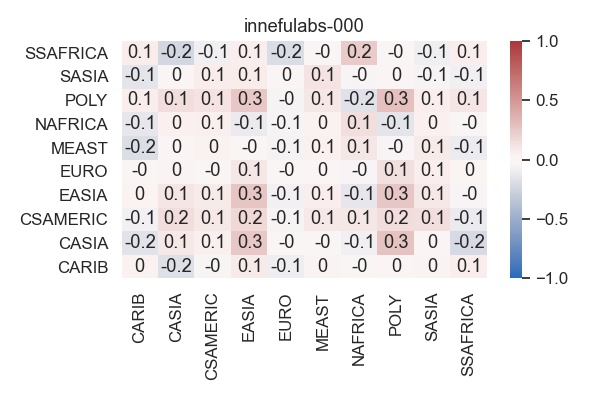 innefulabs-000
SSAFRICA 0.1 -0.2 -0.1 0.1 -0.2 -0 0.2 -0 -0.1 0.1
SASIA -0.1 0 0.1 0.1 0 0.1 -0 0 -0.1 -0.1
POLY 0.1 0.1 0.1 0.3 -0 0.1 -0.2 0.3 0.1 0.1
NAFRICA -0.1 0 0.1 -0.1 -0.1 0 0.1 -0.1 0 -0
MEAST -0.2 0 0 -0 -0.1 0.1 0.1 -0 0.1 -0.1
EURO -0 0 -0 0.1 -0 0 -0 0.1 0.1 0
EASIA 0 0.1 0.1 0.3 -0.1 0.1 -0.1 0.3 0.1 -0
CSAMERIC -0.1 0.2 0.1 0.2 -0.1 0.1 0.1 0.2 0.1 -0.1
CASIA -0.2 0.1 0.1 0.3 -0 -0 -0.1 0.3 0 -0.2
CARIB 0 -0.2 -0 0.1 -0.1 0 -0 0 0 0.1
CARIB CASIA CSAMERIC EASIA EURO MEAST NAFRICA POLY SASIA SSAFRICA
1.0
0.5
0.0
−0.5
−1.0